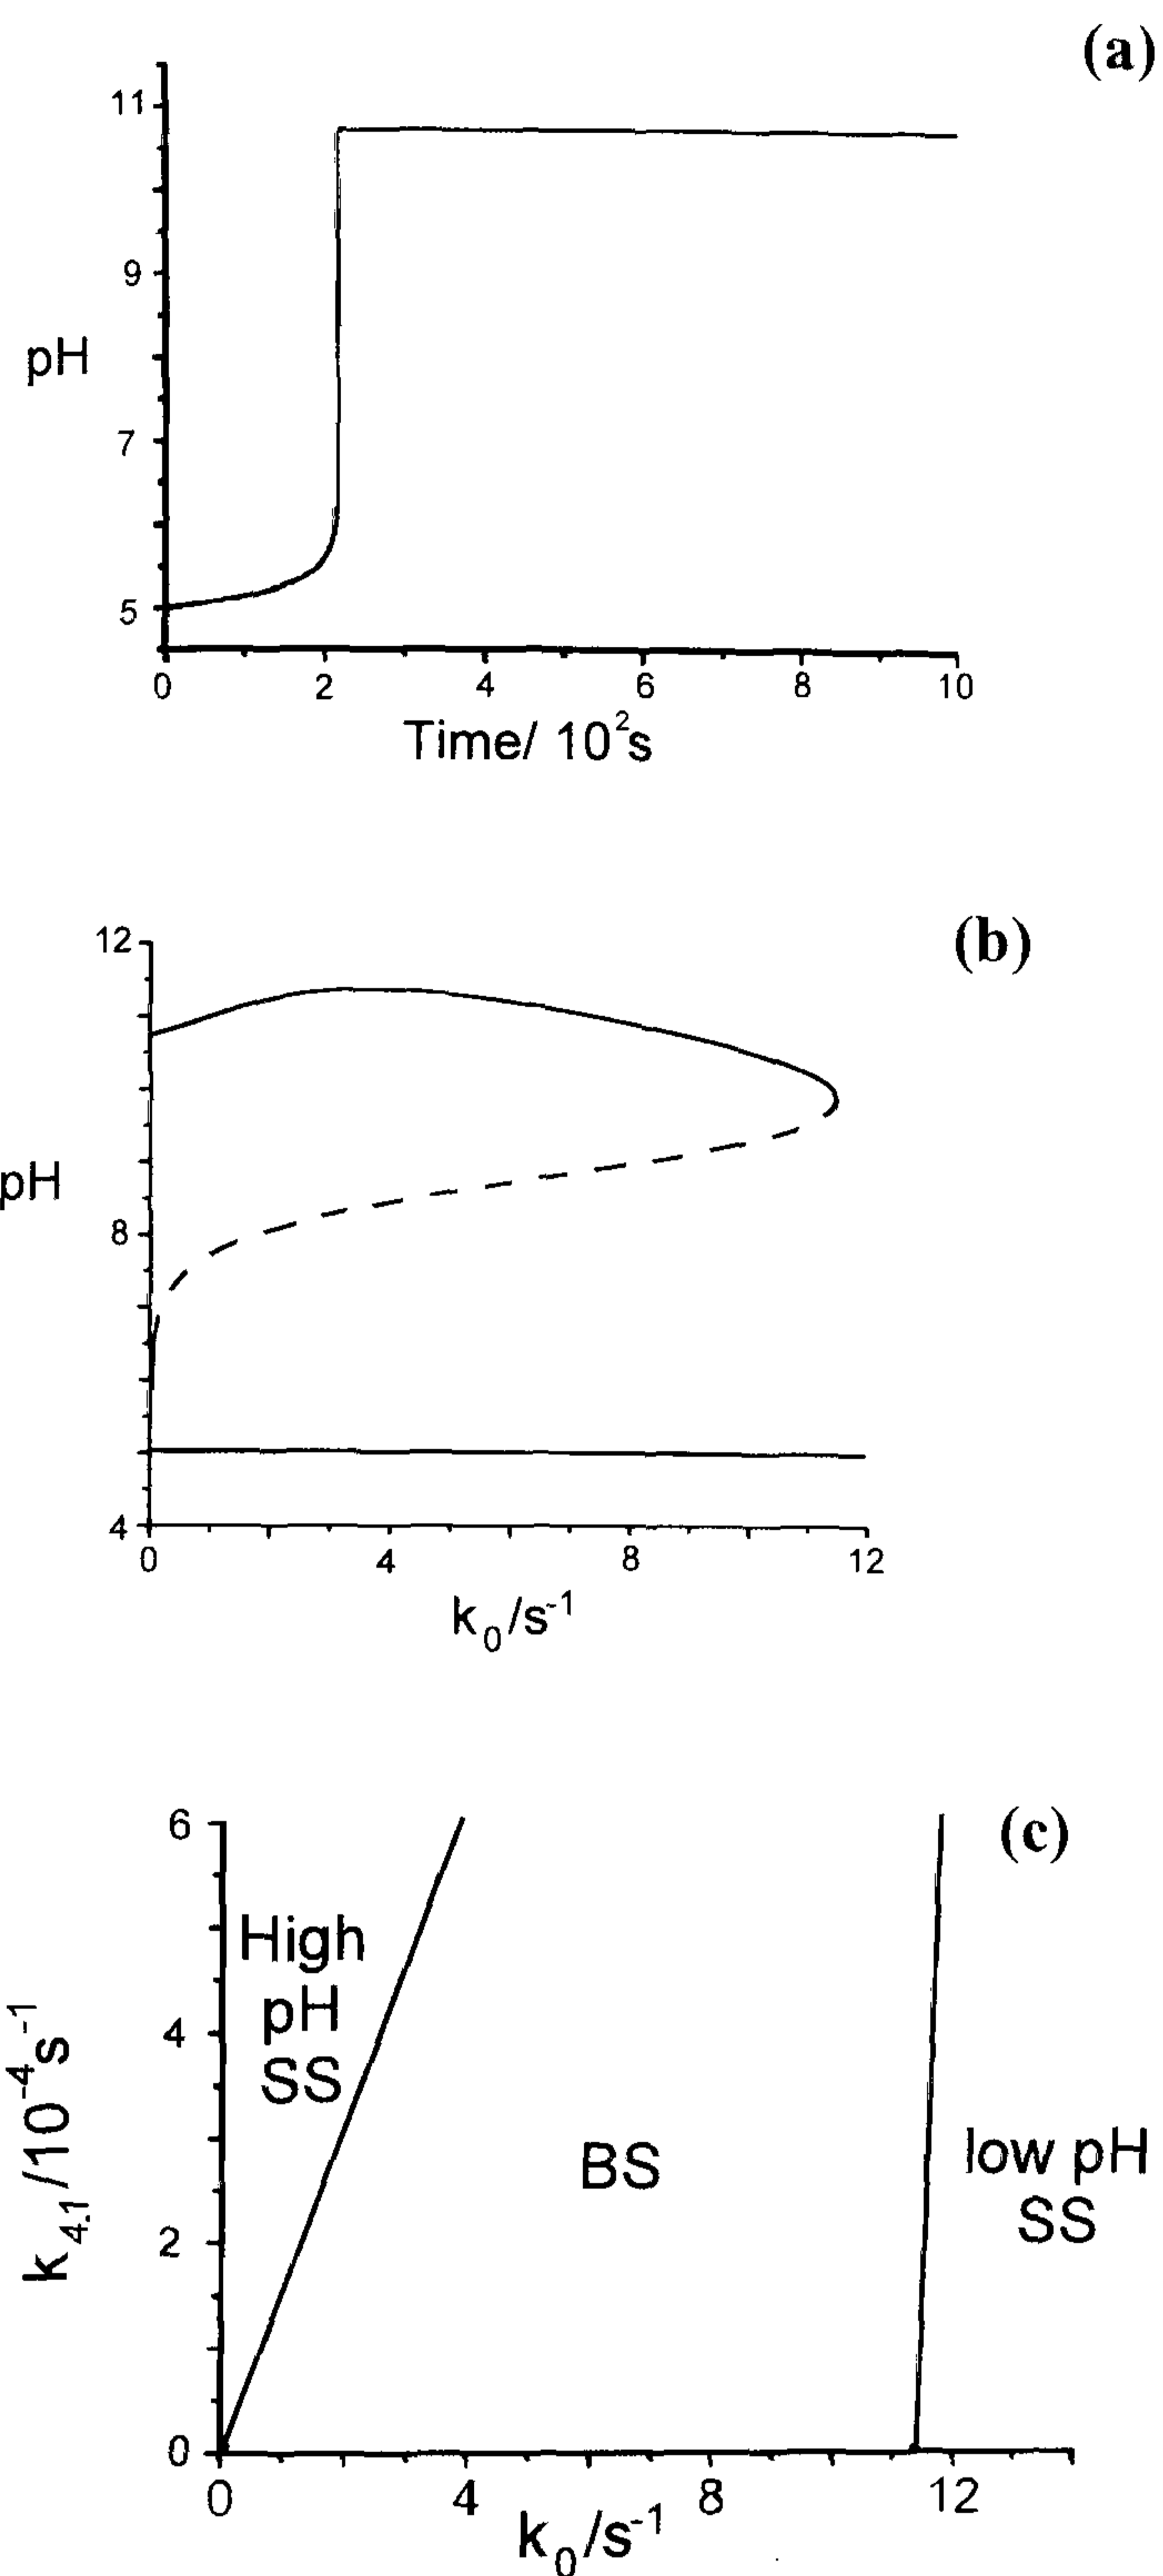 (a)
11
9
pH
7
5
0 2 4 6 8 10
Time/ 10²s
(b)
12
pH
8
4
0 4 8 12
k₀/s⁻¹
(c)
6
High
pH
SS
4
k₄.₁/10⁻⁴s⁻¹
BS
low pH
SS
2
0
0 4 8 12
k₀/s⁻¹